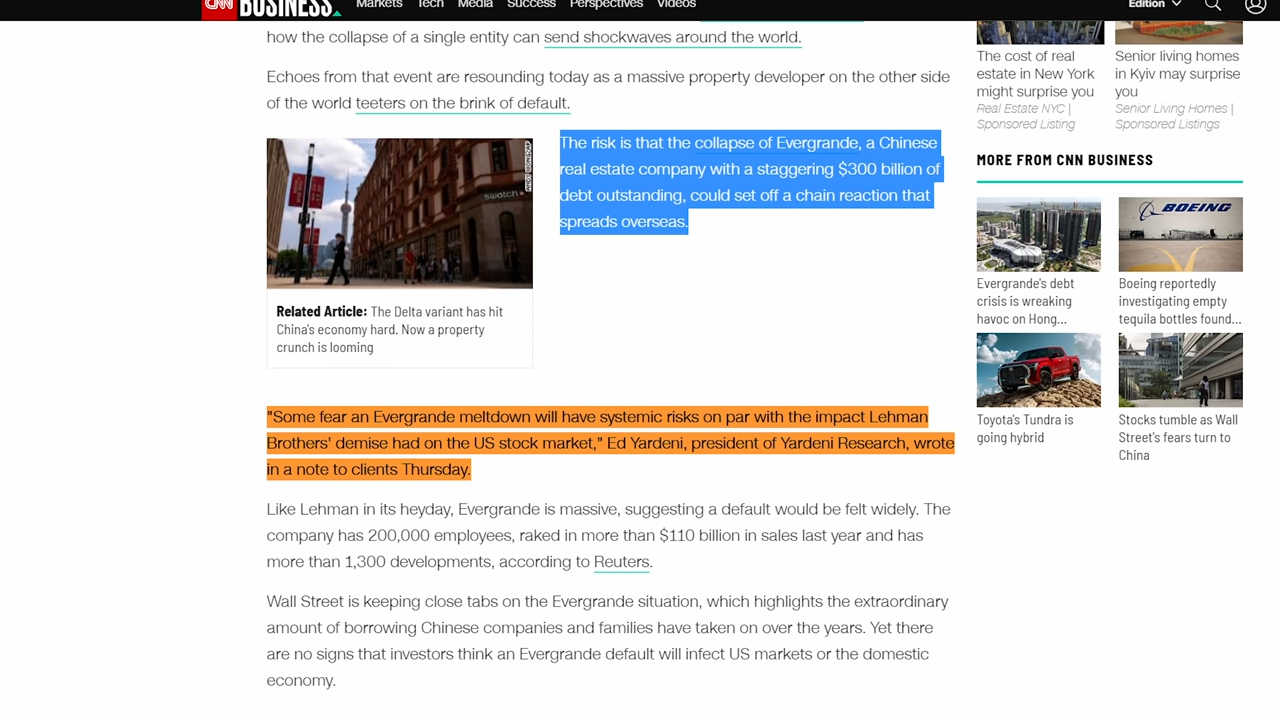 CNN BUSINESS
Markets Tech Media Success Perspectives Videos
Edition
how the collapse of a single entity can send shockwaves around the world.
Echoes from that event are resounding today as a massive property developer on the other side
of the world teeters on the brink of default.
ANDY WONG/AP
swatch
Related Article: The Delta variant has hit
China's economy hard. Now a property
crunch is looming
The risk is that the collapse of Evergrande, a Chinese
real estate company with a staggering $300 billion of
debt outstanding, could set off a chain reaction that
spreads overseas.
"Some fear an Evergrande meltdown will have systemic risks on par with the impact Lehman
Brothers' demise had on the US stock market," Ed Yardeni, president of Yardeni Research, wrote
in a note to clients Thursday.
Like Lehman in its heyday, Evergrande is massive, suggesting a default would be felt widely. The
company has 200,000 employees, raked in more than $110 billion in sales last year and has
more than 1,300 developments, according to Reuters.
Wall Street is keeping close tabs on the Evergrande situation, which highlights the extraordinary
amount of borrowing Chinese companies and families have taken on over the years. Yet there
are no signs that investors think an Evergrande default will infect US markets or the domestic
economy.
The cost of real
estate in New York
might surprise you
Real Estate NYC |
Sponsored Listing
Senior living homes
in Kyiv may surprise
you
Senior Living Homes |
Sponsored Listings
MORE FROM CNN BUSINESS
Evergrande's debt
crisis is wreaking
havoc on Hong...
BOEING
Boeing reportedly
investigating empty
tequila bottles found...
Toyota's Tundra is
going hybrid
Stocks tumble as Wall
Street's fears turn to
China